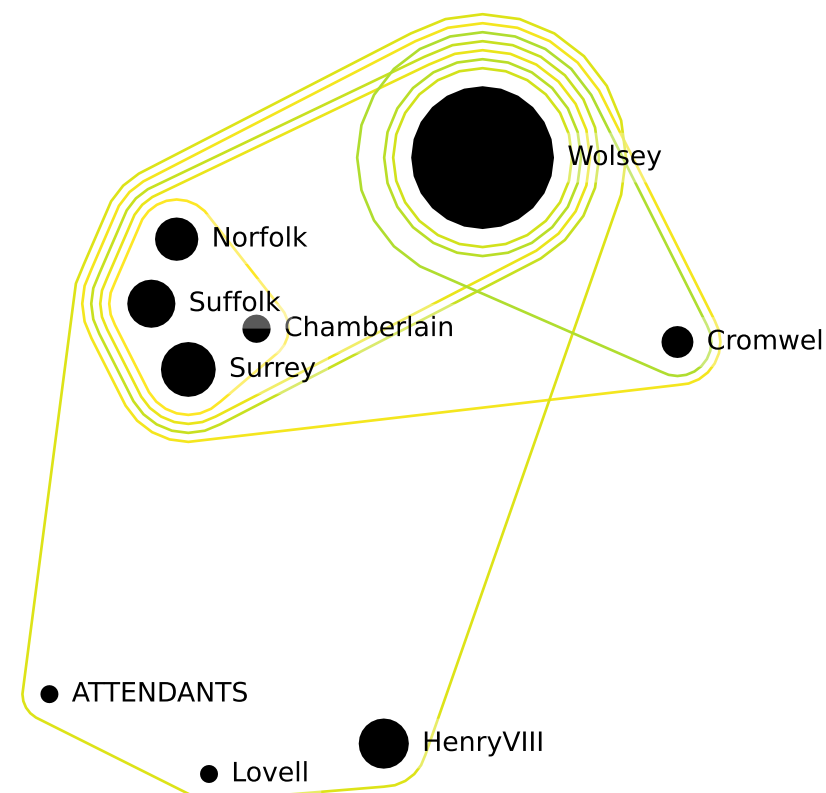 Wolsey
Norfolk
Suffolk
Chamberlain
Cromwel
Surrey
ATTENDANTS
HenryVIII
Lovell